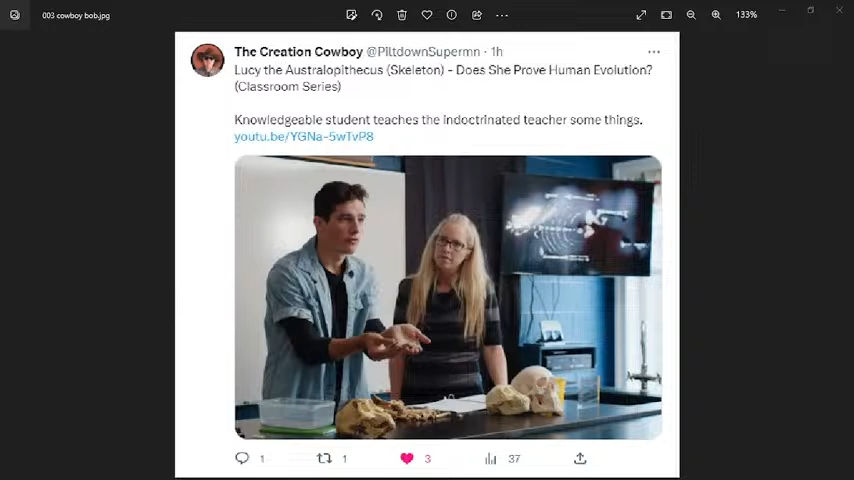 003 cowboy bob.jpg
133%
The Creation Cowboy @PiltdownSupermn · 1h
Lucy the Australopithecus (Skeleton) - Does She Prove Human Evolution?
(Classroom Series)
Knowledgeable student teaches the indoctrinated teacher some things.
youtu.be/YGNa-5wTvP8
1
1
3
37